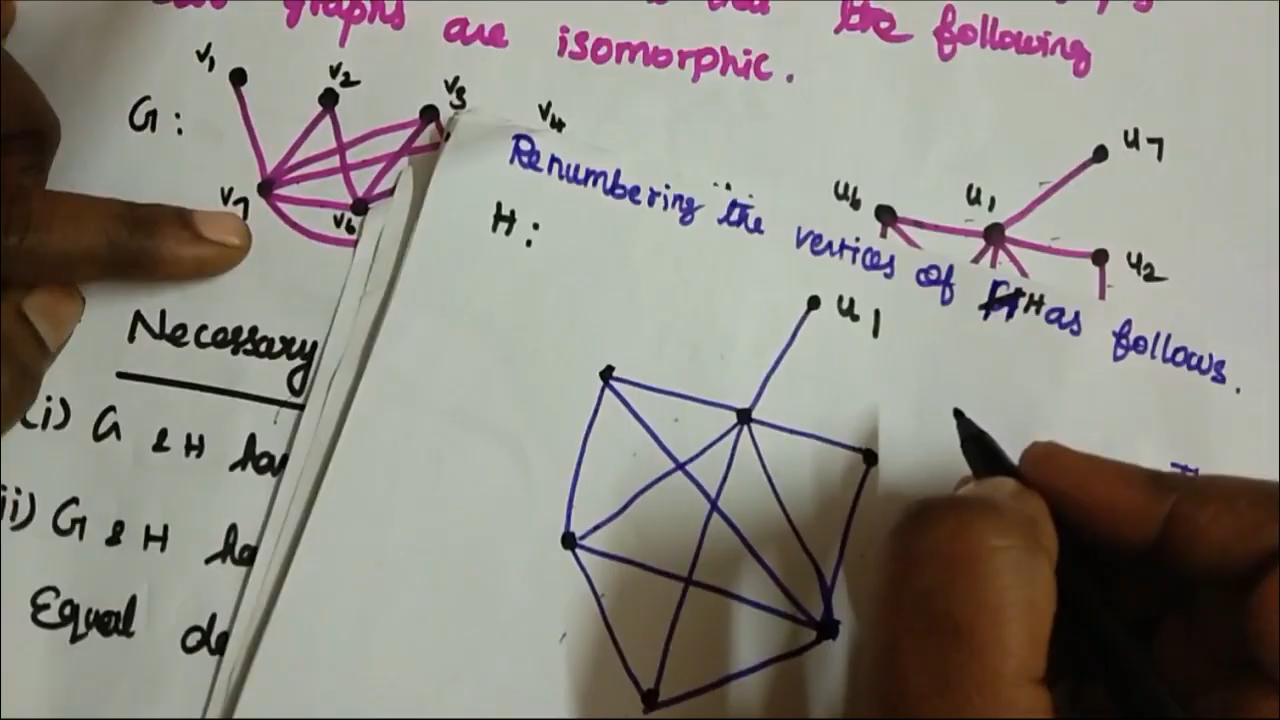 graphs are isomorphic.
the following
G:
v1
v2
v3
v4
v7
v6
Renumbering the vertices of H as follows.
H:
u6
u1
u7
u2
u1
Necessary
(i) G & H
(ii) G & H
Equal